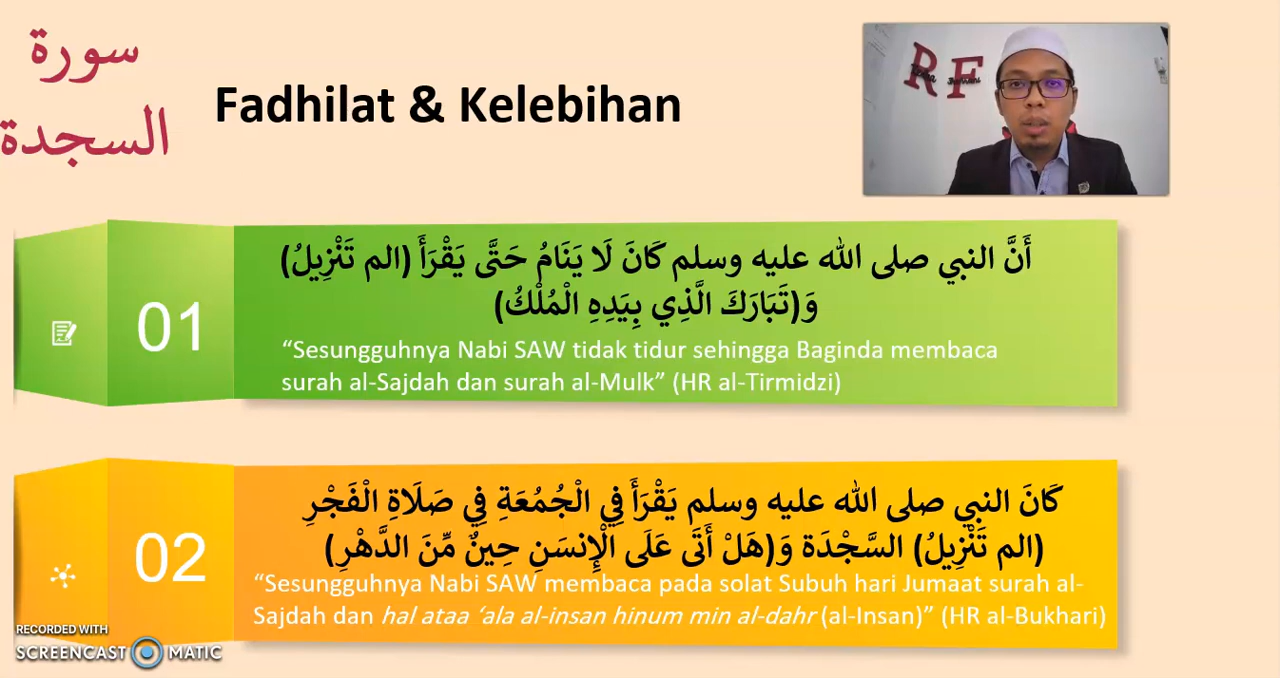 سورة
السجدة
Fadhilat & Kelebihan
R F
01
أَنَّ النبي صلى الله عليه وسلم كَانَ لَا يَنَامُ حَتَّى يَقْرَأَ (الم تَنْزِيلُ)
وَ(تَبَارَكَ الَّذِي بِيَدِهِ الْمُلْكُ)
“Sesungguhnya Nabi SAW tidak tidur sehingga Baginda membaca
surah al-Sajdah dan surah al-Mulk” (HR al-Tirmidzi)
02
كَانَ النبي صلى الله عليه وسلم يَقْرَأَ فِي الْجُمُعَةِ فِي صَلَاةِ الْفَجْرِ
(الم تَنْزِيلُ) السَّجْدَة وَ(هَلْ أَتَى عَلَى الْإِنسَنِ حِينٌ مِّنَ الدَّهْرِ)
“Sesungguhnya Nabi SAW membaca pada solat Subuh hari Jumaat surah al-
Sajdah dan hal ataa ‘ala al-insan hinum min al-dahr (al-Insan)” (HR al-Bukhari)
RECORDED WITH
SCREENCAST MATIC